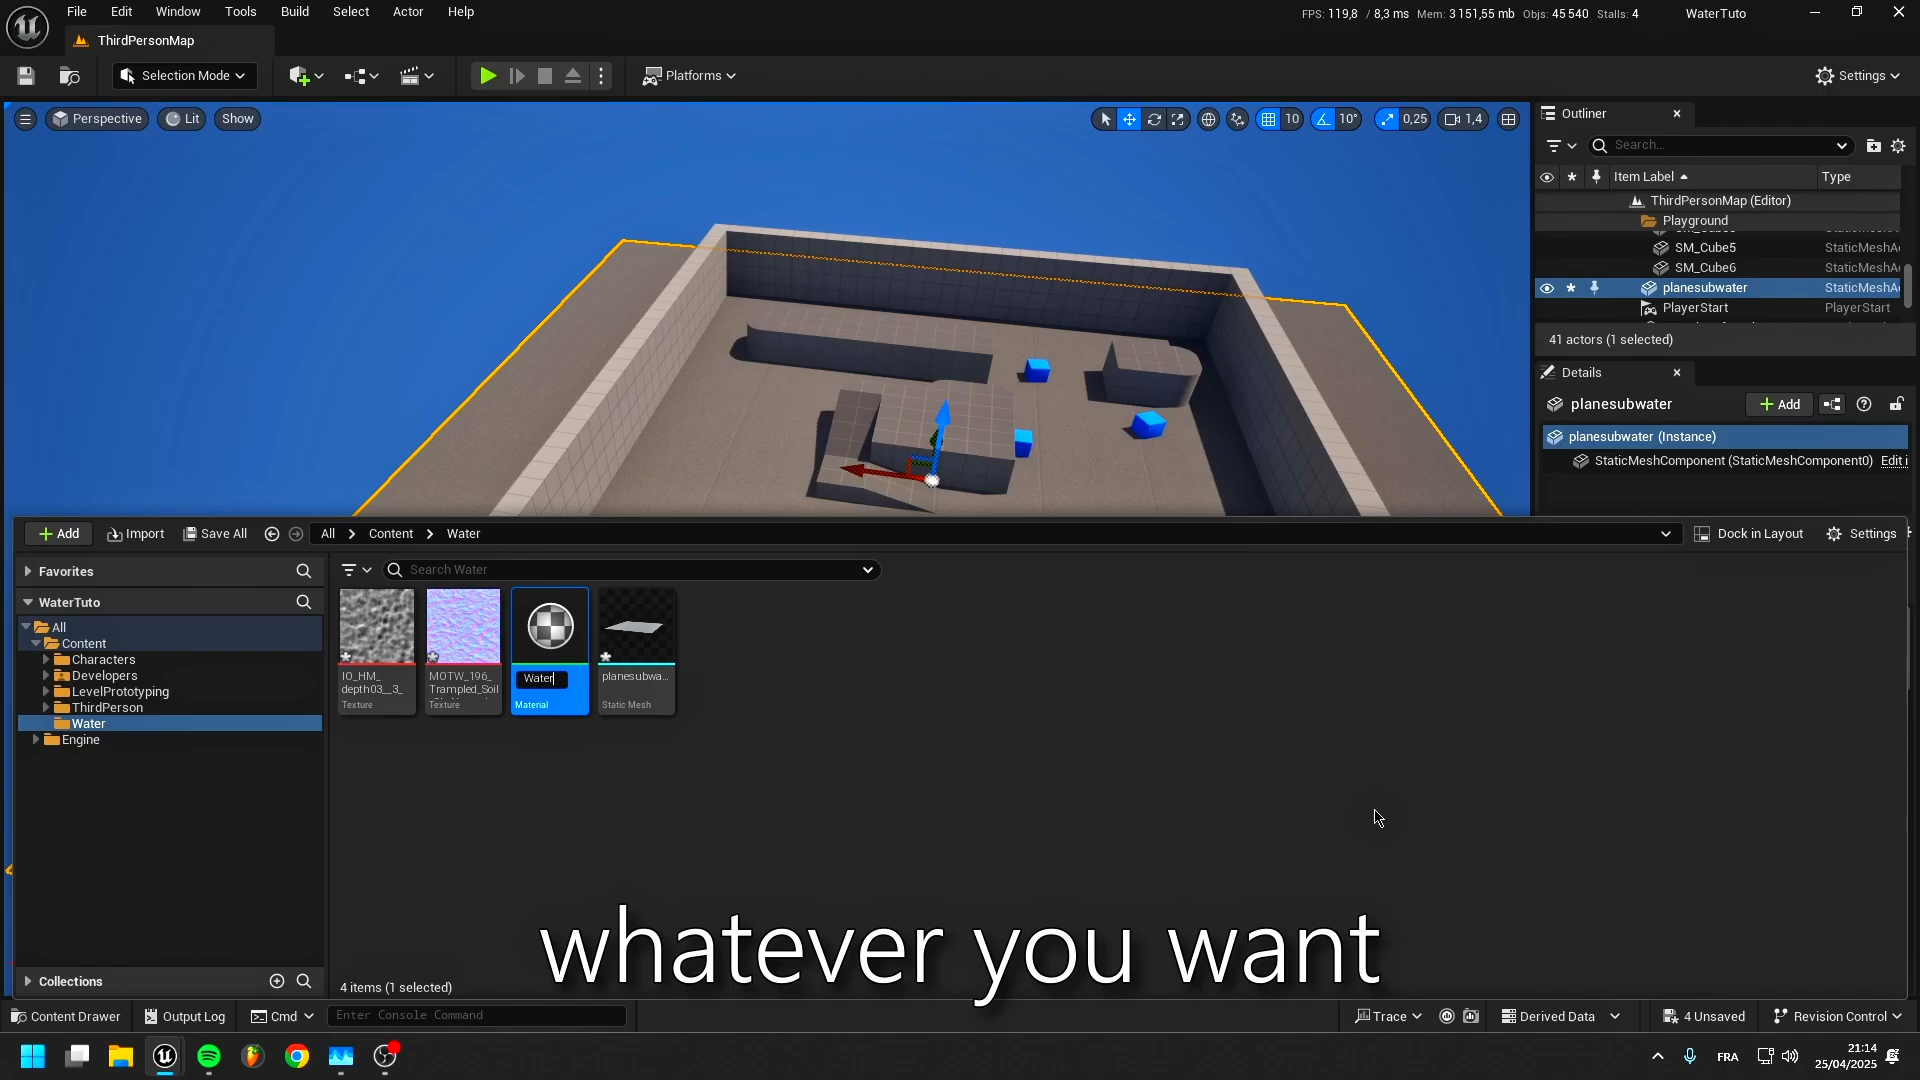 File Edit Window Tools Build Select Actor Help
FPS: 119,8 / 8,3 ms Mem: 3 151,55 mb Objs: 45 540 Stalls: 4 WaterTuto
ThirdPersonMap
Selection Mode
Platforms
Settings
Perspective Lit Show
10 10° 0,25 1,4
Outliner
Search...
Item Label Type
ThirdPersonMap (Editor)
Playground
SM_Cube5 StaticMeshA
SM_Cube6 StaticMeshA
planesubwater StaticMeshA
PlayerStart PlayerStart
41 actors (1 selected)
Details
planesubwater Add
planesubwater (Instance)
StaticMeshComponent (StaticMeshComponent0) Edit i
Add Import Save All All Content Water Dock in Layout Settings
Favorites
Search Water
WaterTuto
All
Content
Characters
Developers
LevelPrototyping
ThirdPerson
Water
Engine
IO_HM_
depth03__3_
Texture
MOTW_196_
Trampled_Soil
Texture
Water
Material
planesubwa...
Static Mesh
whatever you want
Collections
4 items (1 selected)
Content Drawer Output Log Cmd Enter Console Command Trace Derived Data 4 Unsaved Revision Control
FRA
21:14
25/04/2025